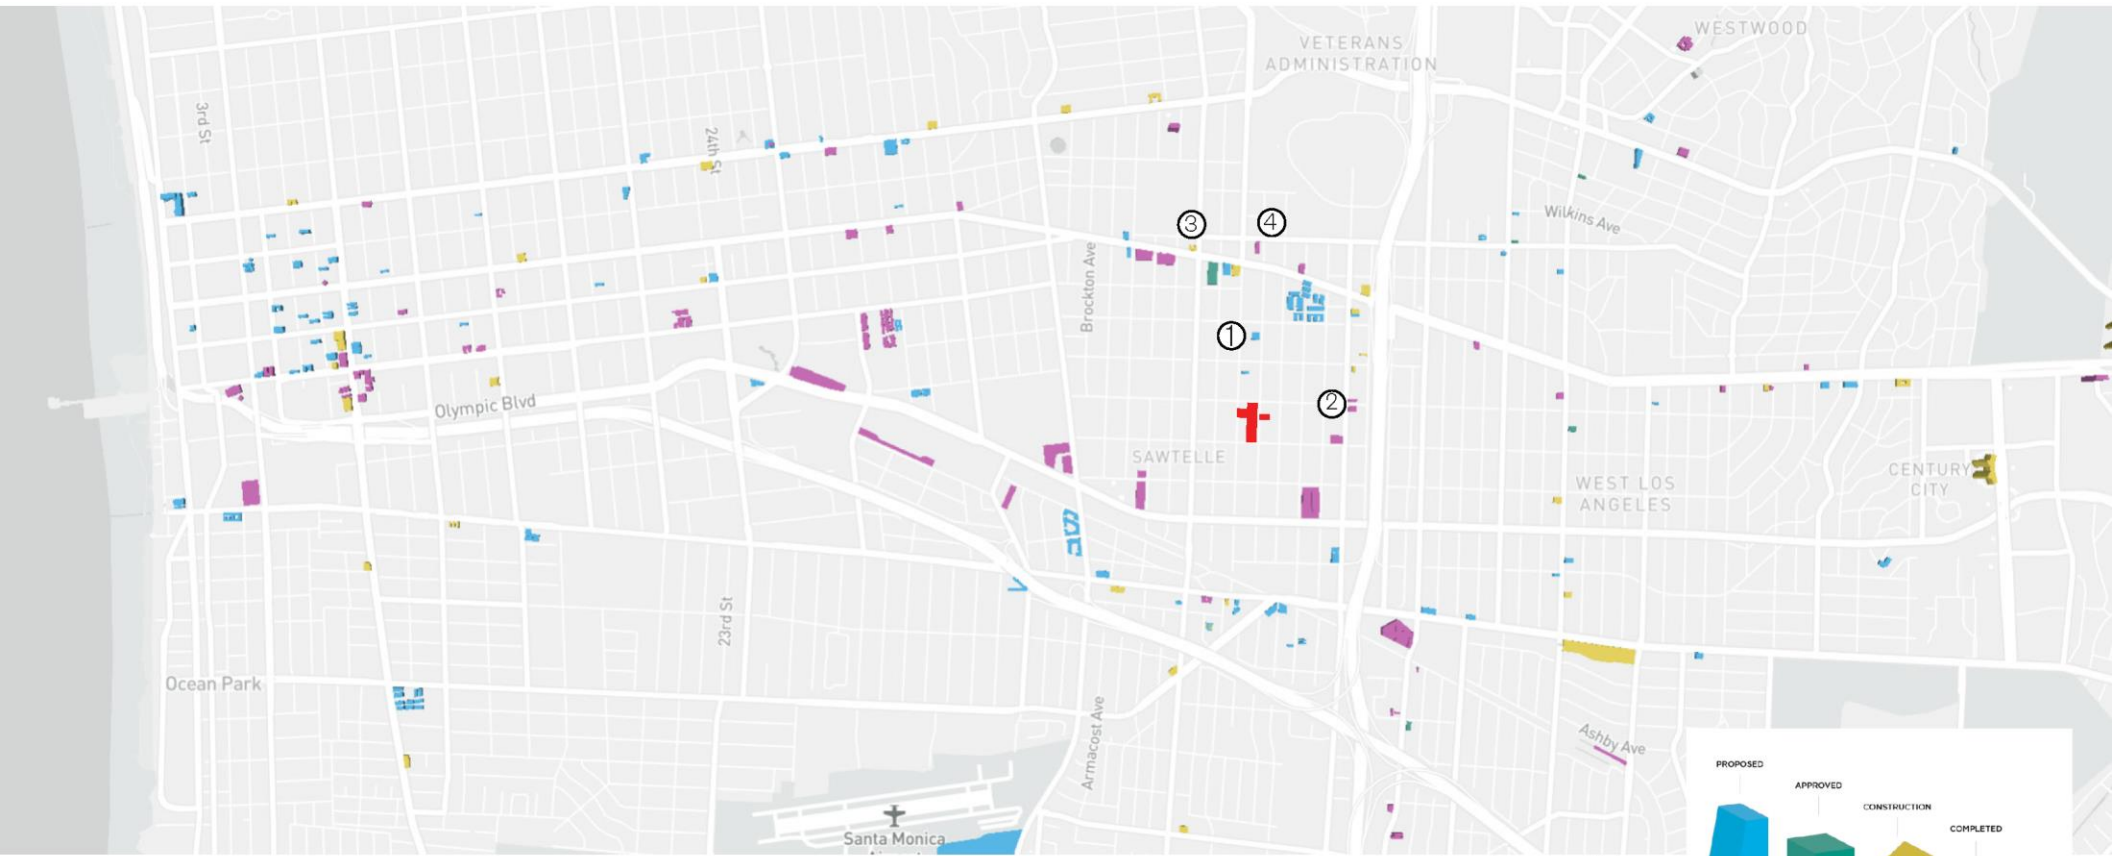 WESTWOOD
VETERANS
ADMINISTRATION
3rd St
24th St
Wilkins Ave
③
④
Brockton Ave
①
②
Olympic Blvd
SAWTELLE
CENTURY
CITY
WEST LOS
ANGELES
23rd St
Ocean Park
Armacost Ave
Ashby Ave
PROPOSED
APPROVED
CONSTRUCTION
COMPLETED
Santa Monica